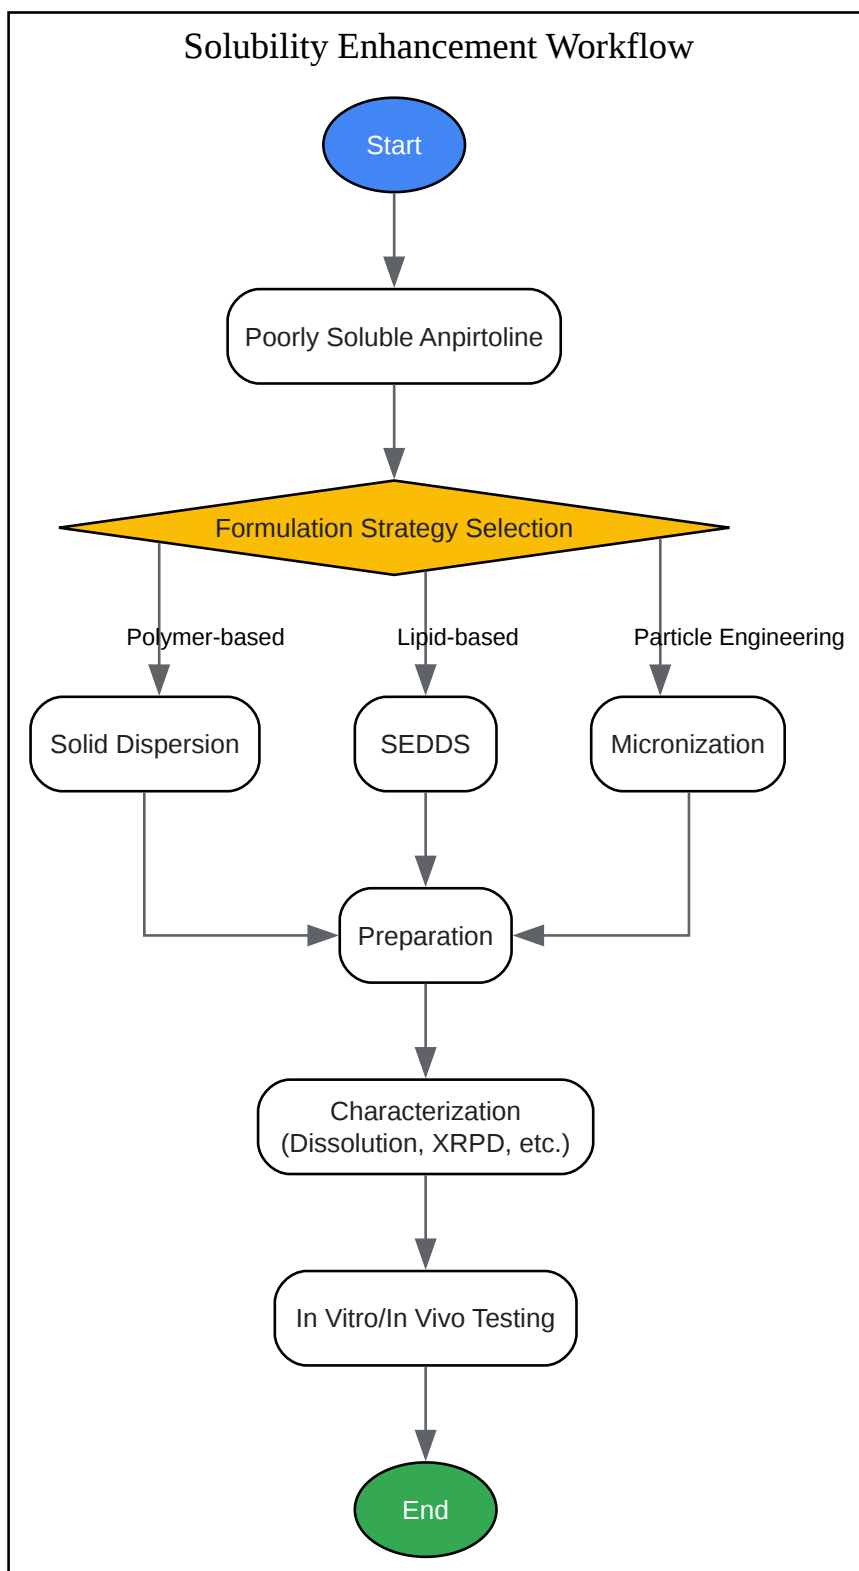 Solubility Enhancement Workflow
Start
Poorly Soluble Anpirtoline
Formulation Strategy Selection
Polymer-based
Lipid-based
Particle Engineering
Solid Dispersion
SEDDS
Micronization
Preparation
Characterization
(Dissolution, XRPD, etc.)
In Vitro/In Vivo Testing
End